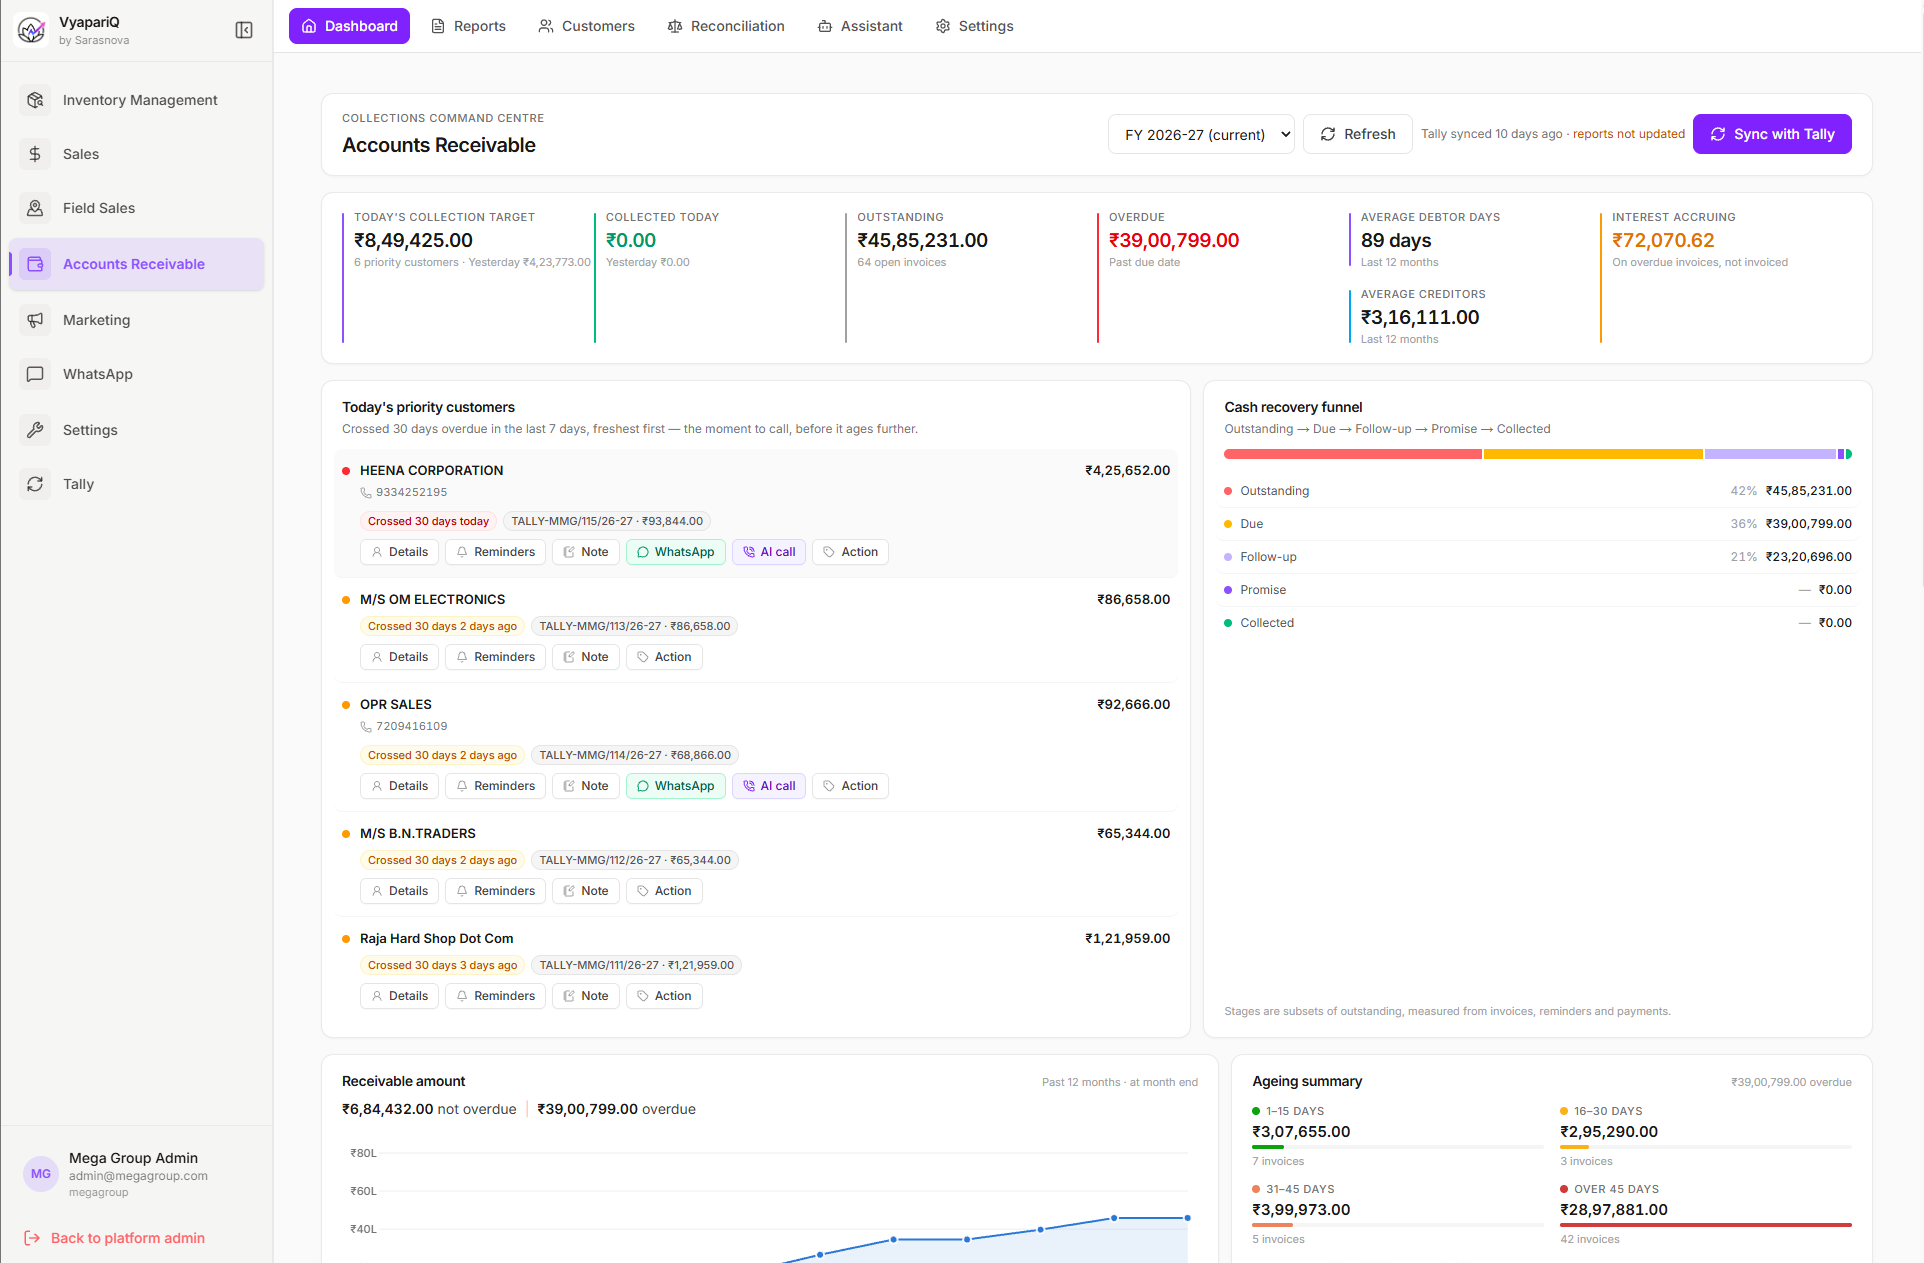 VyapariQ
by Sarasnova
Inventory Management
Sales
Field Sales
Accounts Receivable
Marketing
WhatsApp
Settings
Tally
MG
Mega Group Admin
admin@megagroup.com
megagroup
Back to platform admin
Dashboard
Reports
Customers
Reconciliation
Assistant
Settings
COLLECTIONS COMMAND CENTRE
Accounts Receivable
FY 2026-27 (current)
Refresh
Tally synced 10 days ago · reports not updated
Sync with Tally
TODAY'S COLLECTION TARGET
₹8,49,425.00
6 priority customers · Yesterday ₹4,23,773.00
COLLECTED TODAY
₹0.00
Yesterday ₹0.00
OUTSTANDING
₹45,85,231.00
64 open invoices
OVERDUE
₹39,00,799.00
Past due date
AVERAGE DEBTOR DAYS
89 days
Last 12 months
AVERAGE CREDITORS
₹3,16,111.00
Last 12 months
INTEREST ACCRUING
₹72,070.62
On overdue invoices, not invoiced
Today's priority customers
Crossed 30 days overdue in the last 7 days, freshest first — the moment to call, before it ages further.
HEENA CORPORATION ₹4,25,652.00
9334252195
Crossed 30 days today TALLY-MMG/115/26-27 · ₹93,844.00
Details Reminders Note WhatsApp AI call Action
M/S OM ELECTRONICS ₹86,658.00
Crossed 30 days 2 days ago TALLY-MMG/113/26-27 · ₹86,658.00
Details Reminders Note Action
OPR SALES ₹92,666.00
7209416109
Crossed 30 days 2 days ago TALLY-MMG/114/26-27 · ₹68,866.00
Details Reminders Note WhatsApp AI call Action
M/S B.N.TRADERS ₹65,344.00
Crossed 30 days 2 days ago TALLY-MMG/112/26-27 · ₹65,344.00
Details Reminders Note Action
Raja Hard Shop Dot Com ₹1,21,959.00
Crossed 30 days 3 days ago TALLY-MMG/111/26-27 · ₹1,21,959.00
Details Reminders Note Action
Cash recovery funnel
Outstanding → Due → Follow-up → Promise → Collected
Outstanding 42% ₹45,85,231.00
Due 36% ₹39,00,799.00
Follow-up 21% ₹23,20,696.00
Promise — ₹0.00
Collected — ₹0.00
Stages are subsets of outstanding, measured from invoices, reminders and payments.
Receivable amount
Past 12 months · at month end
₹6,84,432.00 not overdue ₹39,00,799.00 overdue
₹80L
₹60L
₹40L
Ageing summary
₹39,00,799.00 overdue
1–15 DAYS
₹3,07,655.00
7 invoices
16–30 DAYS
₹2,95,290.00
3 invoices
31–45 DAYS
₹3,99,973.00
5 invoices
OVER 45 DAYS
₹28,97,881.00
42 invoices